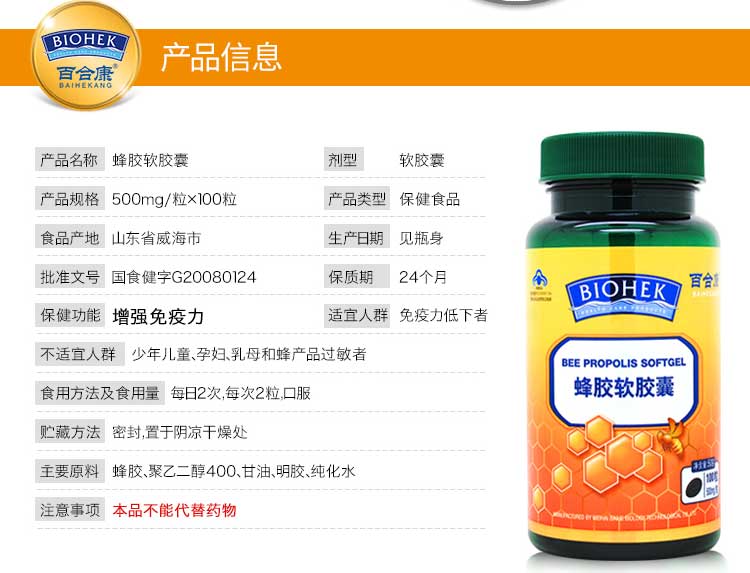 BIOHEK
HEALTH CARE PRODUCTS
百合康®
BAIHEKANG
产品信息
产品名称 蜂胶软胶囊 剂型 软胶囊
产品规格 500mg/粒×100粒 产品类型 保健食品
食品产地 山东省威海市 生产日期 见瓶身
批准文号 国食健字G20080124 保质期 24个月
保健功能 增强免疫力 适宜人群 免疫力低下者
不适宜人群 少年儿童、孕妇、乳母和蜂产品过敏者
食用方法及食用量 每日2次,每次2粒,口服
贮藏方法 密封,置于阴凉干燥处
主要原料 蜂胶、聚乙二醇400、甘油、明胶、纯化水
注意事项 本品不能代替药物
BIOHEK
HEALTH CARE PRODUCTS
百合康
BAIHEKANG
BEE PROPOLIS SOFTGEL
蜂胶软胶囊
100粒